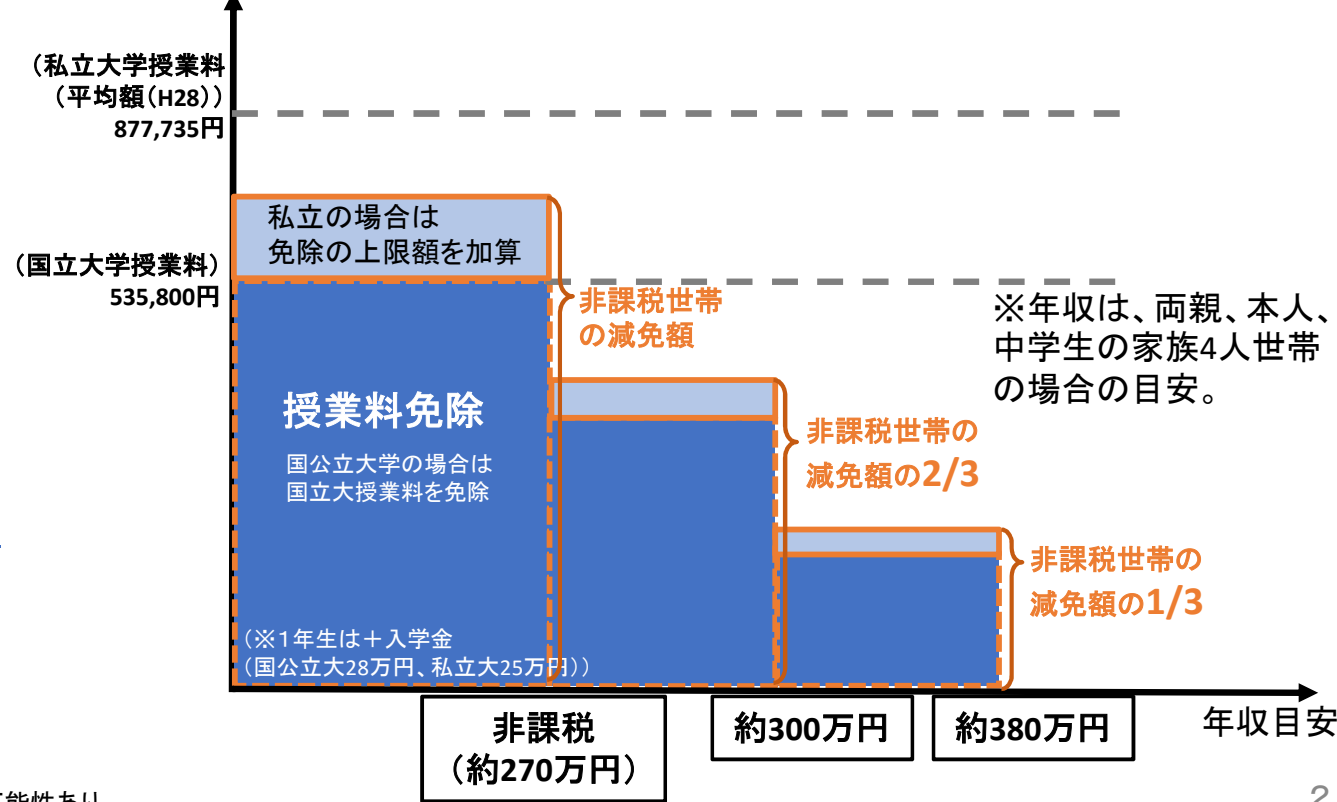 （私立大学授業料
（平均額（H28））
877,735円
私立の場合は
免除の上限額を加算
（国立大学授業料）
535,800円
非課税世帯
の減免額
※年収は、両親、本人、
中学生の家族4人世帯
の場合の目安。
授業料免除
国公立大学の場合は
国立大授業料を免除
非課税世帯の
減免額の2/3
非課税世帯の
減免額の1/3
（※1年生は＋入学金
（国公立大28万円、私立大25万円））
非課税
（約270万円）
約300万円
約380万円
年収目安
能性あり
2